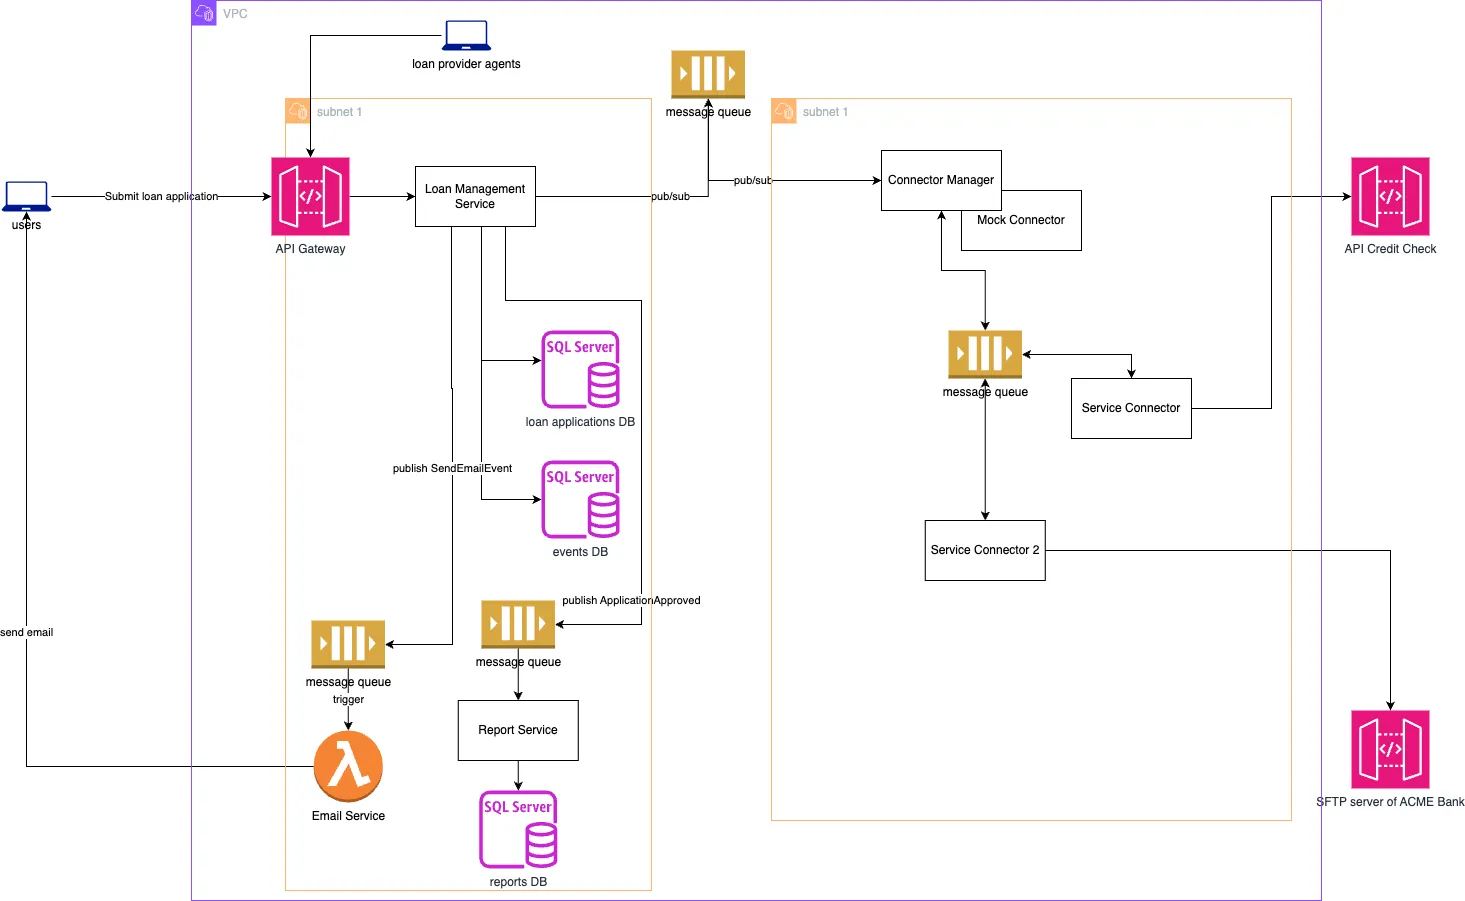 VPC
loan provider agents
message queue
subnet 1
subnet 1
Submit loan application
users
API Gateway
Loan Management
Service
pub/sub
pub/sub
Connector Manager
Mock Connector
API Credit Check
SQL Server
loan applications DB
message queue
Service Connector
publish SendEmailEvent
SQL Server
events DB
Service Connector 2
publish ApplicationApproved
send email
message queue
message queue
trigger
Report Service
Email Service
SQL Server
reports DB
SFTP server of ACME Bank